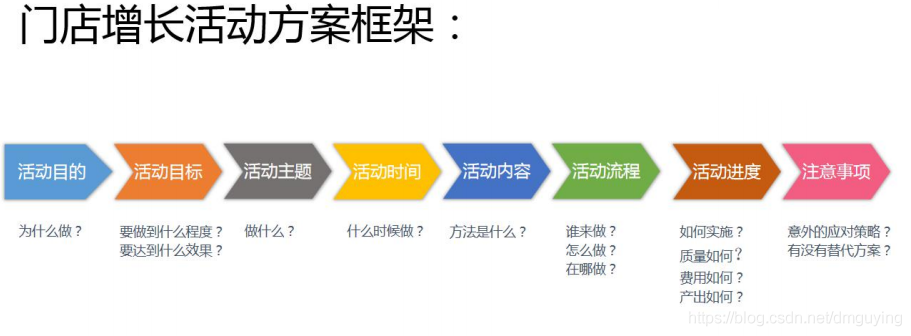 门店增长活动方案框架：
活动目的
活动目标
活动主题
活动时间
活动内容
活动流程
活动进度
注意事项
为什么做？
要做到什么程度？
要达到什么效果？
做什么？
什么时候做？
方法是什么？
谁来做？
怎么做？
在哪做？
如何实施？
质量如何？
费用如何？
产出如何？
意外的应对策略？
有没有替代方案？
https://blog.csdn.net/dmguying